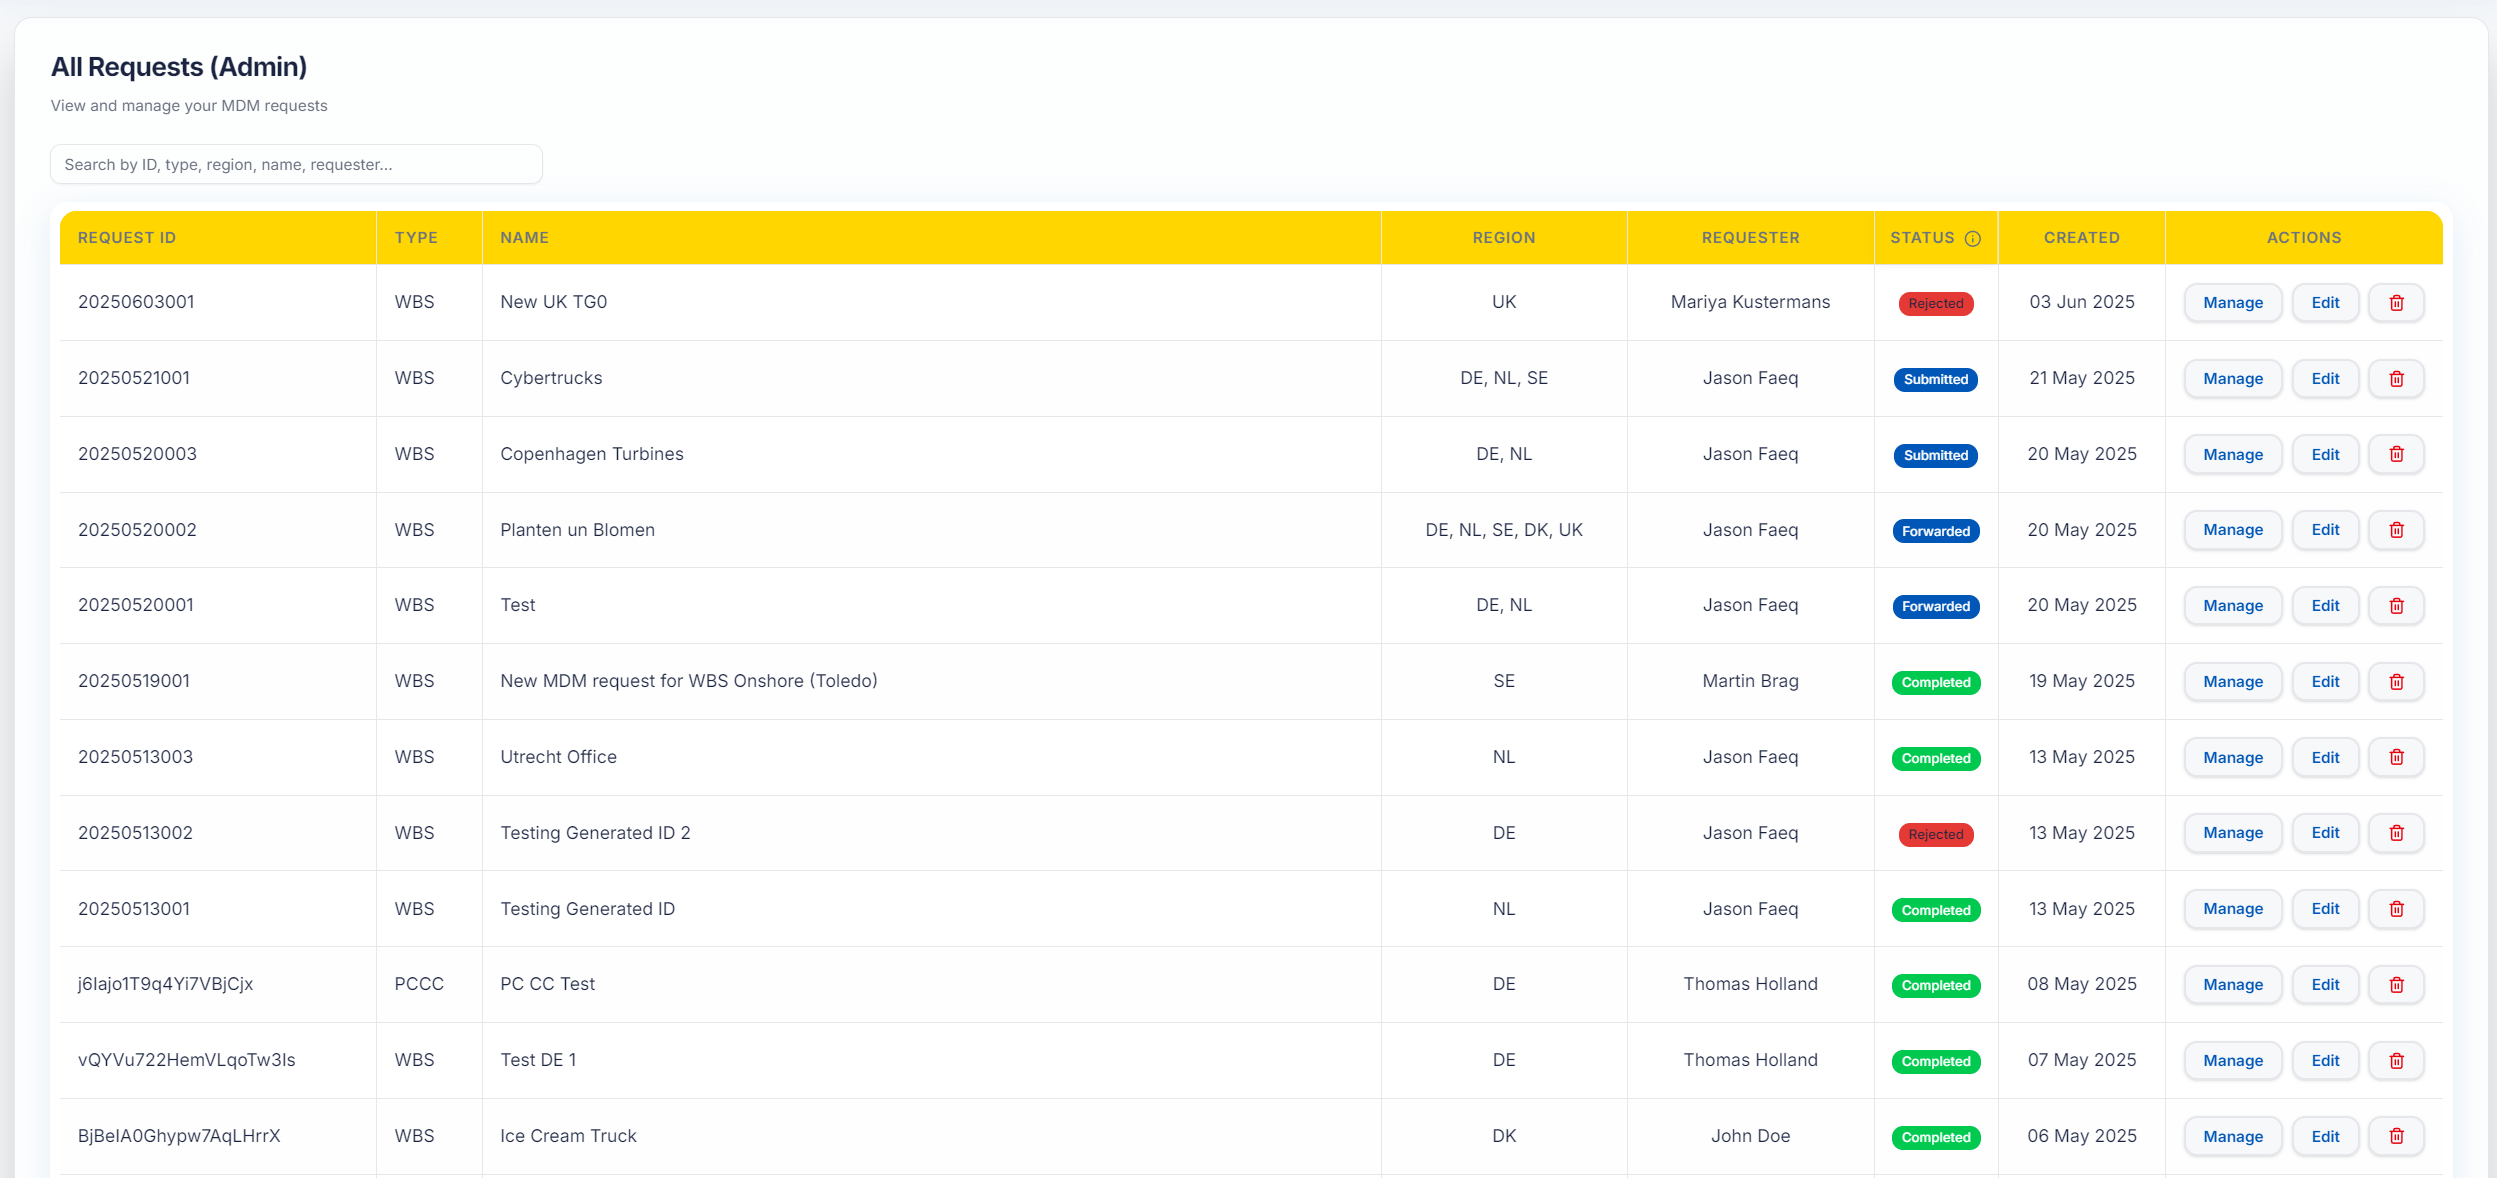 All Requests (Admin)
View and manage your MDM requests
Search by ID, type, region, name, requester...
REQUEST ID TYPE NAME REGION REQUESTER STATUS CREATED ACTIONS
20250603001 WBS New UK TG0 UK Mariya Kustermans Rejected 03 Jun 2025 Manage Edit
20250521001 WBS Cybertrucks DE, NL, SE Jason Faeq Submitted 21 May 2025 Manage Edit
20250520003 WBS Copenhagen Turbines DE, NL Jason Faeq Submitted 20 May 2025 Manage Edit
20250520002 WBS Planten un Blomen DE, NL, SE, DK, UK Jason Faeq Forwarded 20 May 2025 Manage Edit
20250520001 WBS Test DE, NL Jason Faeq Forwarded 20 May 2025 Manage Edit
20250519001 WBS New MDM request for WBS Onshore (Toledo) SE Martin Brag Completed 19 May 2025 Manage Edit
20250513003 WBS Utrecht Office NL Jason Faeq Completed 13 May 2025 Manage Edit
20250513002 WBS Testing Generated ID 2 DE Jason Faeq Rejected 13 May 2025 Manage Edit
20250513001 WBS Testing Generated ID NL Jason Faeq Completed 13 May 2025 Manage Edit
j6Iajo1T9q4Yi7VBjCjx PCCC PC CC Test DE Thomas Holland Completed 08 May 2025 Manage Edit
vQYVu722HemVLqoTw3Is WBS Test DE 1 DE Thomas Holland Completed 07 May 2025 Manage Edit
BjBeIA0Ghypw7AqLHrrX WBS Ice Cream Truck DK John Doe Completed 06 May 2025 Manage Edit